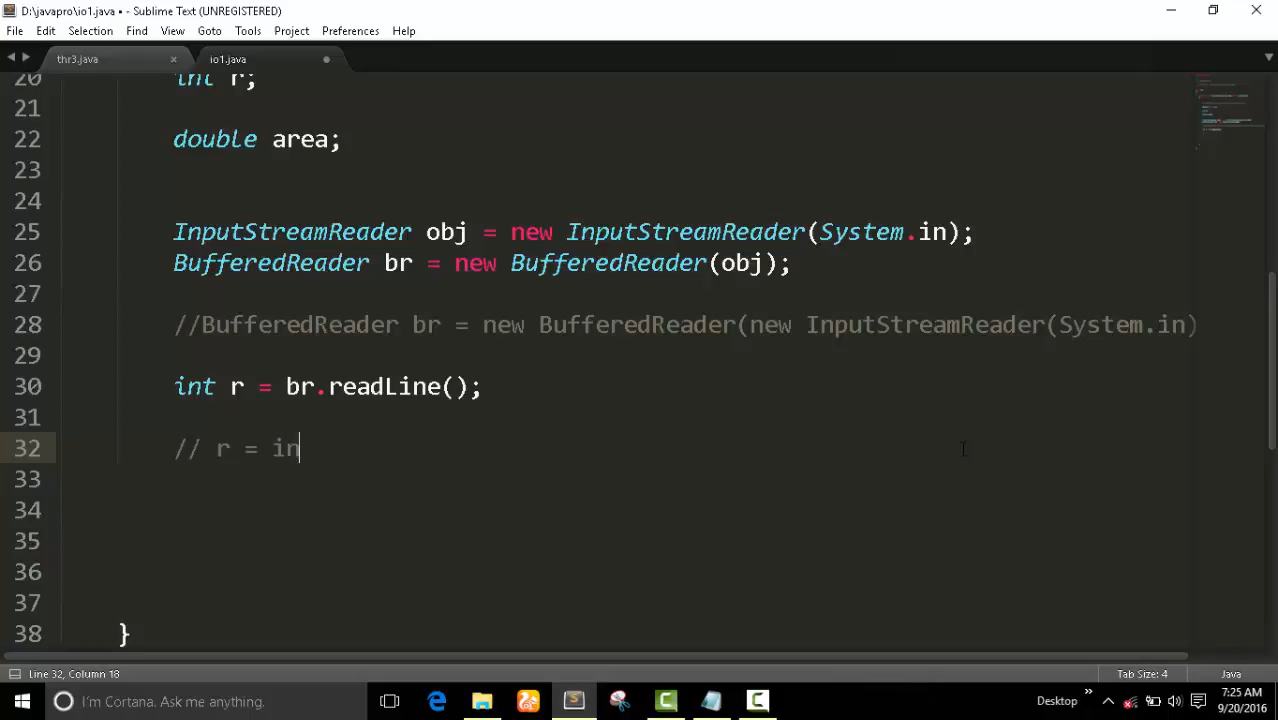 D:\javapro\io1.java • - Sublime Text (UNREGISTERED)
File Edit Selection Find View Goto Tools Project Preferences Help
thr3.java io1.java
20 int r;
21
22 double area;
23
24
25 InputStreamReader obj = new InputStreamReader(System.in);
26 BufferedReader br = new BufferedReader(obj);
27
28 //BufferedReader br = new BufferedReader(new InputStreamReader(System.in)
29
30 int r = br.readLine();
31
32 // r = in
33
34
35
36
37
38 }
Line 32, Column 18 Tab Size: 4 Java
I'm Cortana. Ask me anything. Desktop 7:25 AM
9/20/2016